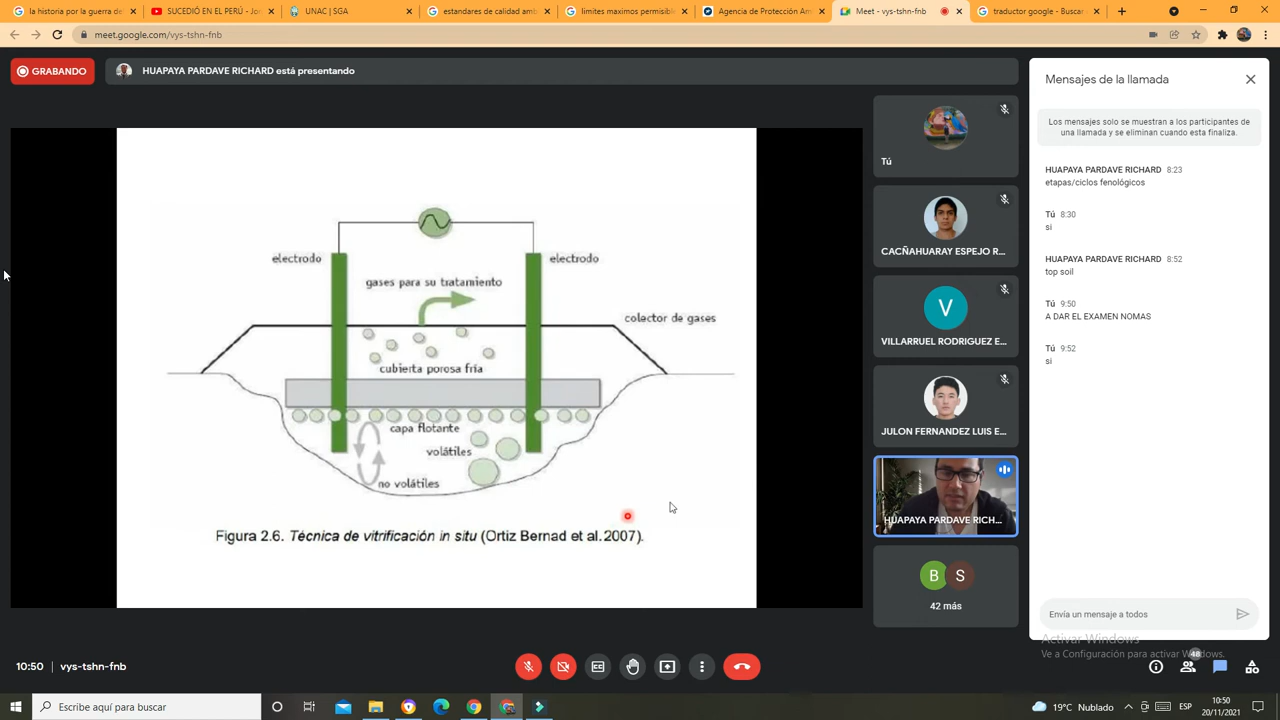 la historia por la guerra de
SUCEDIÓ EN EL PERÚ - Jor
UNAC | SGA
estandares de calidad amb
limites maximos permisible
Agencia de Protección Am
Meet - vys-tshn-fnb
traductor google - Buscar
meet.google.com/vys-tshn-fnb
GRABANDO
HUAPAYA PARDAVE RICHARD está presentando
electrodo
electrodo
gases para su tratamiento
colector de gases
cubierta porosa fría
capa flotante
volátiles
no volátiles
Figura 2.6. Técnica de vitrificación in situ (Ortiz Bernad et al.2007).
Tú
CACÑAHUARAY ESPEJO R...
V
VILLARRUEL RODRIGUEZ E...
JULON FERNANDEZ LUIS E...
HUAPAYA PARDAVE RICH...
B S
42 más
Mensajes de la llamada
Los mensajes solo se muestran a los participantes de
una llamada y se eliminan cuando esta finaliza.
HUAPAYA PARDAVE RICHARD 8:23
etapas/ciclos fenológicos
Tú 8:30
si
HUAPAYA PARDAVE RICHARD 8:52
top soil
Tú 9:50
A DAR EL EXAMEN NOMAS
Tú 9:52
si
Envía un mensaje a todos
Activar Windows
Ve a Configuración para activar Windows.
10:50 | vys-tshn-fnb
48
Escribe aquí para buscar
19°C Nublado
ESP
10:50
20/11/2021